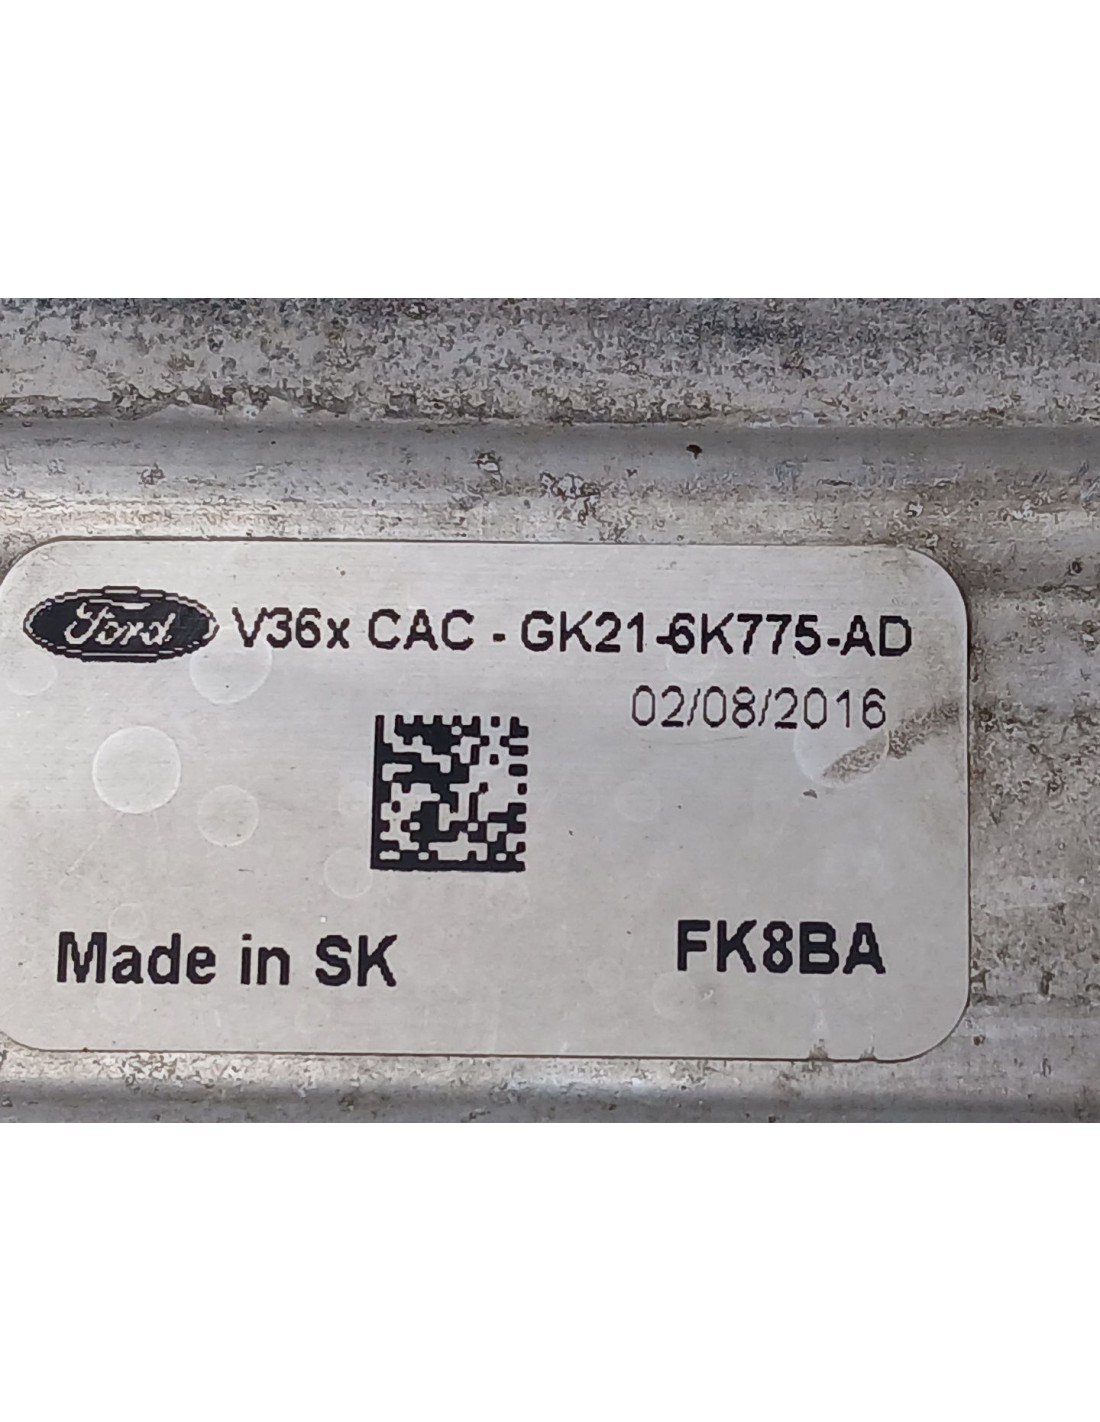 Ford V36x CAC - GK21-6K775-AD
02/08/2016
Made in SK FK8BA